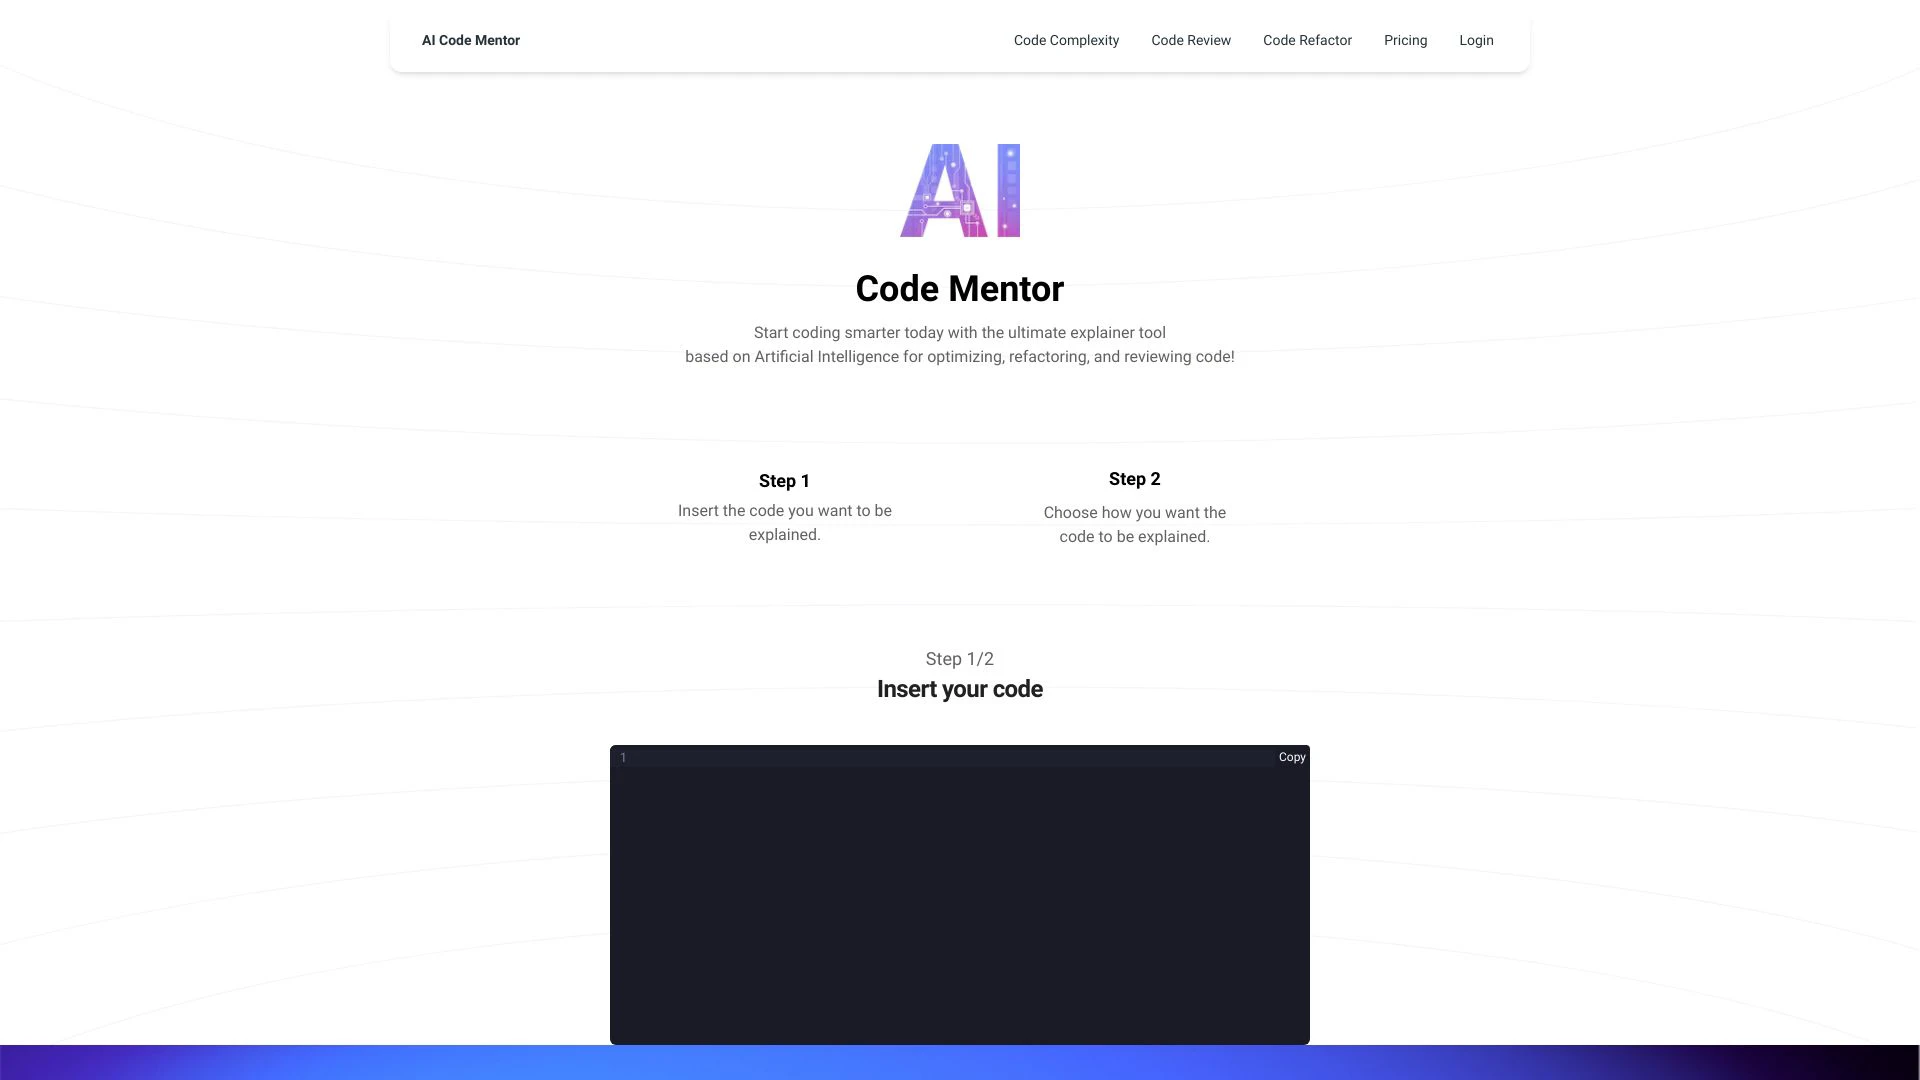 AI Code Mentor
Code Complexity
Code Review
Code Refactor
Pricing
Login
AI
Code Mentor
Start coding smarter today with the ultimate explainer tool
based on Artificial Intelligence for optimizing, refactoring, and reviewing code!
Step 1
Insert the code you want to be
explained.
Step 2
Choose how you want the
code to be explained.
Step 1/2
Insert your code
1
Copy